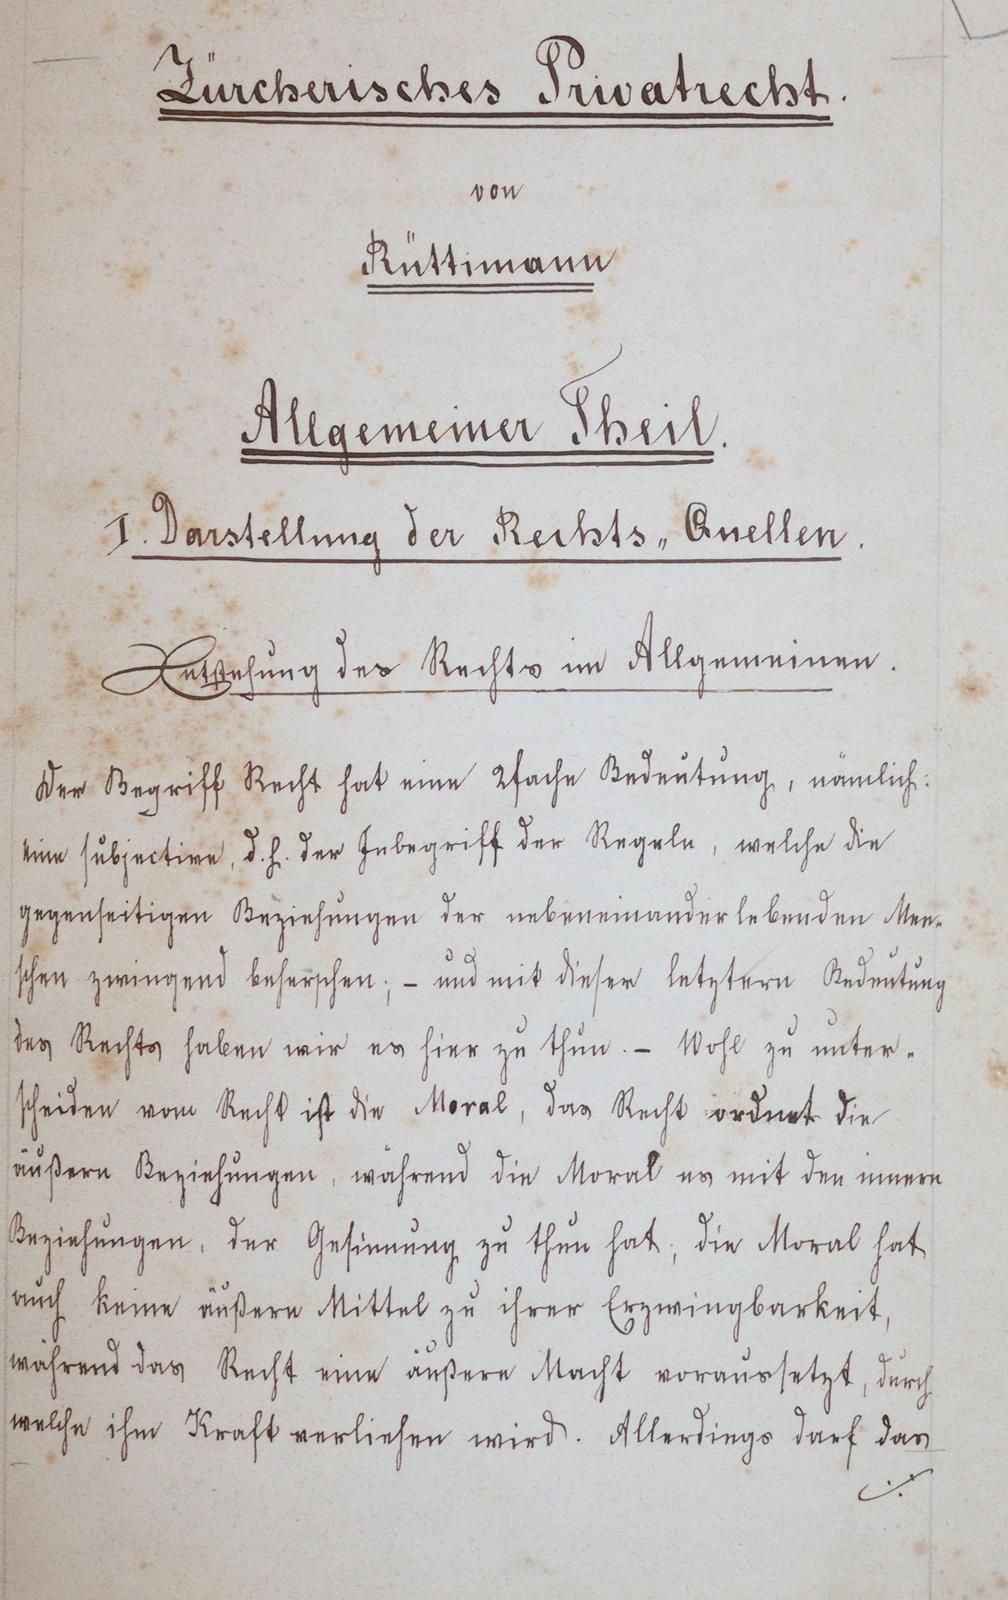 Zürcherisches Privatrecht.
von
Rüttimann
Allgemeiner Theil.
I. Darstellung der Rechts„Quellen.
Entstehung des Rechts im Allgemeinen.
Der Begriff Recht hat eine 2fache Bedeutung, nämlich:
eine subjective, d.h. der Inbegriff der Regeln, welche die
gegenseitigen Beziehungen der nebeneinanderlebenden Men-
schen zwingend beherschen; – und mit dieser letztern Bedeutung
des Rechts haben wir es hier zu thun. – Wohl zu unter-
scheiden vom Recht ist die Moral, das Recht ordnet die
äußern Beziehungen, während die Moral es mit den innern
Beziehungen, der Gesinnung zu thun hat; die Moral hat
auch keine äußern Mittel zu ihrer Erzwingbarkeit,
während das Recht eine äußere Macht voraussetzt, durch
welche ihm Kraft verliehen wird. Allerdings darf das
./.